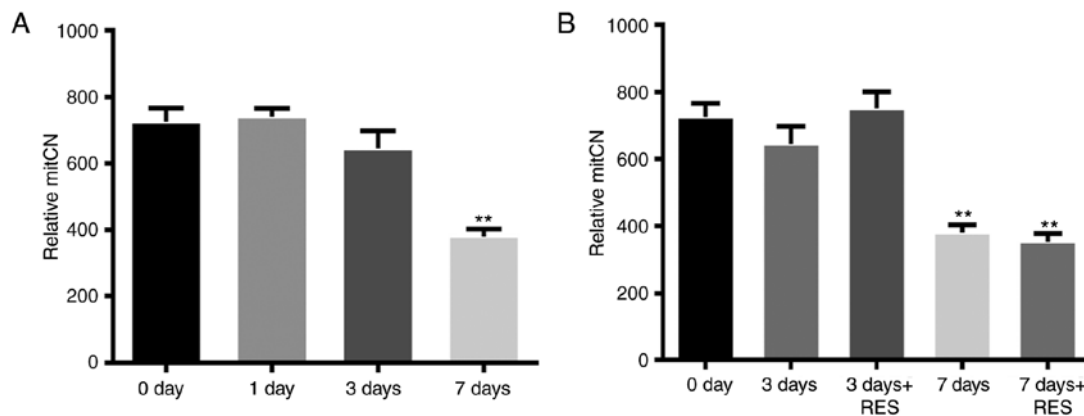 A
Relative mitCN
1000
800
600
400
200
0
**
0 day
1 day
3 days
7 days
B
Relative mitCN
1000
800
600
400
200
0
**
**
0 day
3 days
3 days+
RES
7 days
7 days+
RES